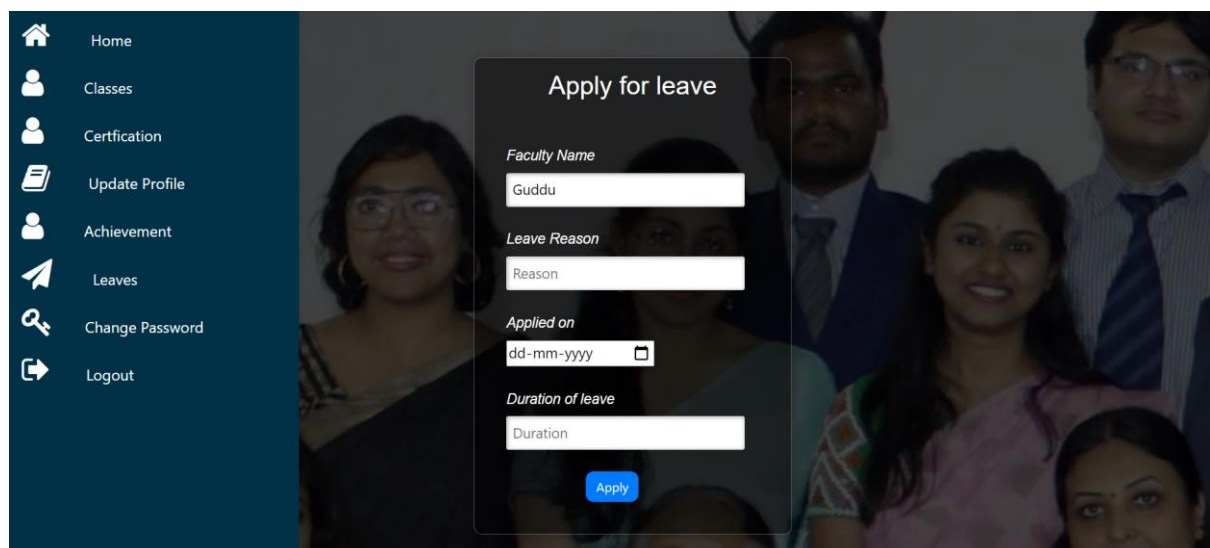 Home
Classes
Certfication
Update Profile
Achievement
Leaves
Change Password
Logout
Apply for leave
Faculty Name
Guddu
Leave Reason
Reason
Applied on
dd-mm-yyyy
Duration of leave
Duration
Apply